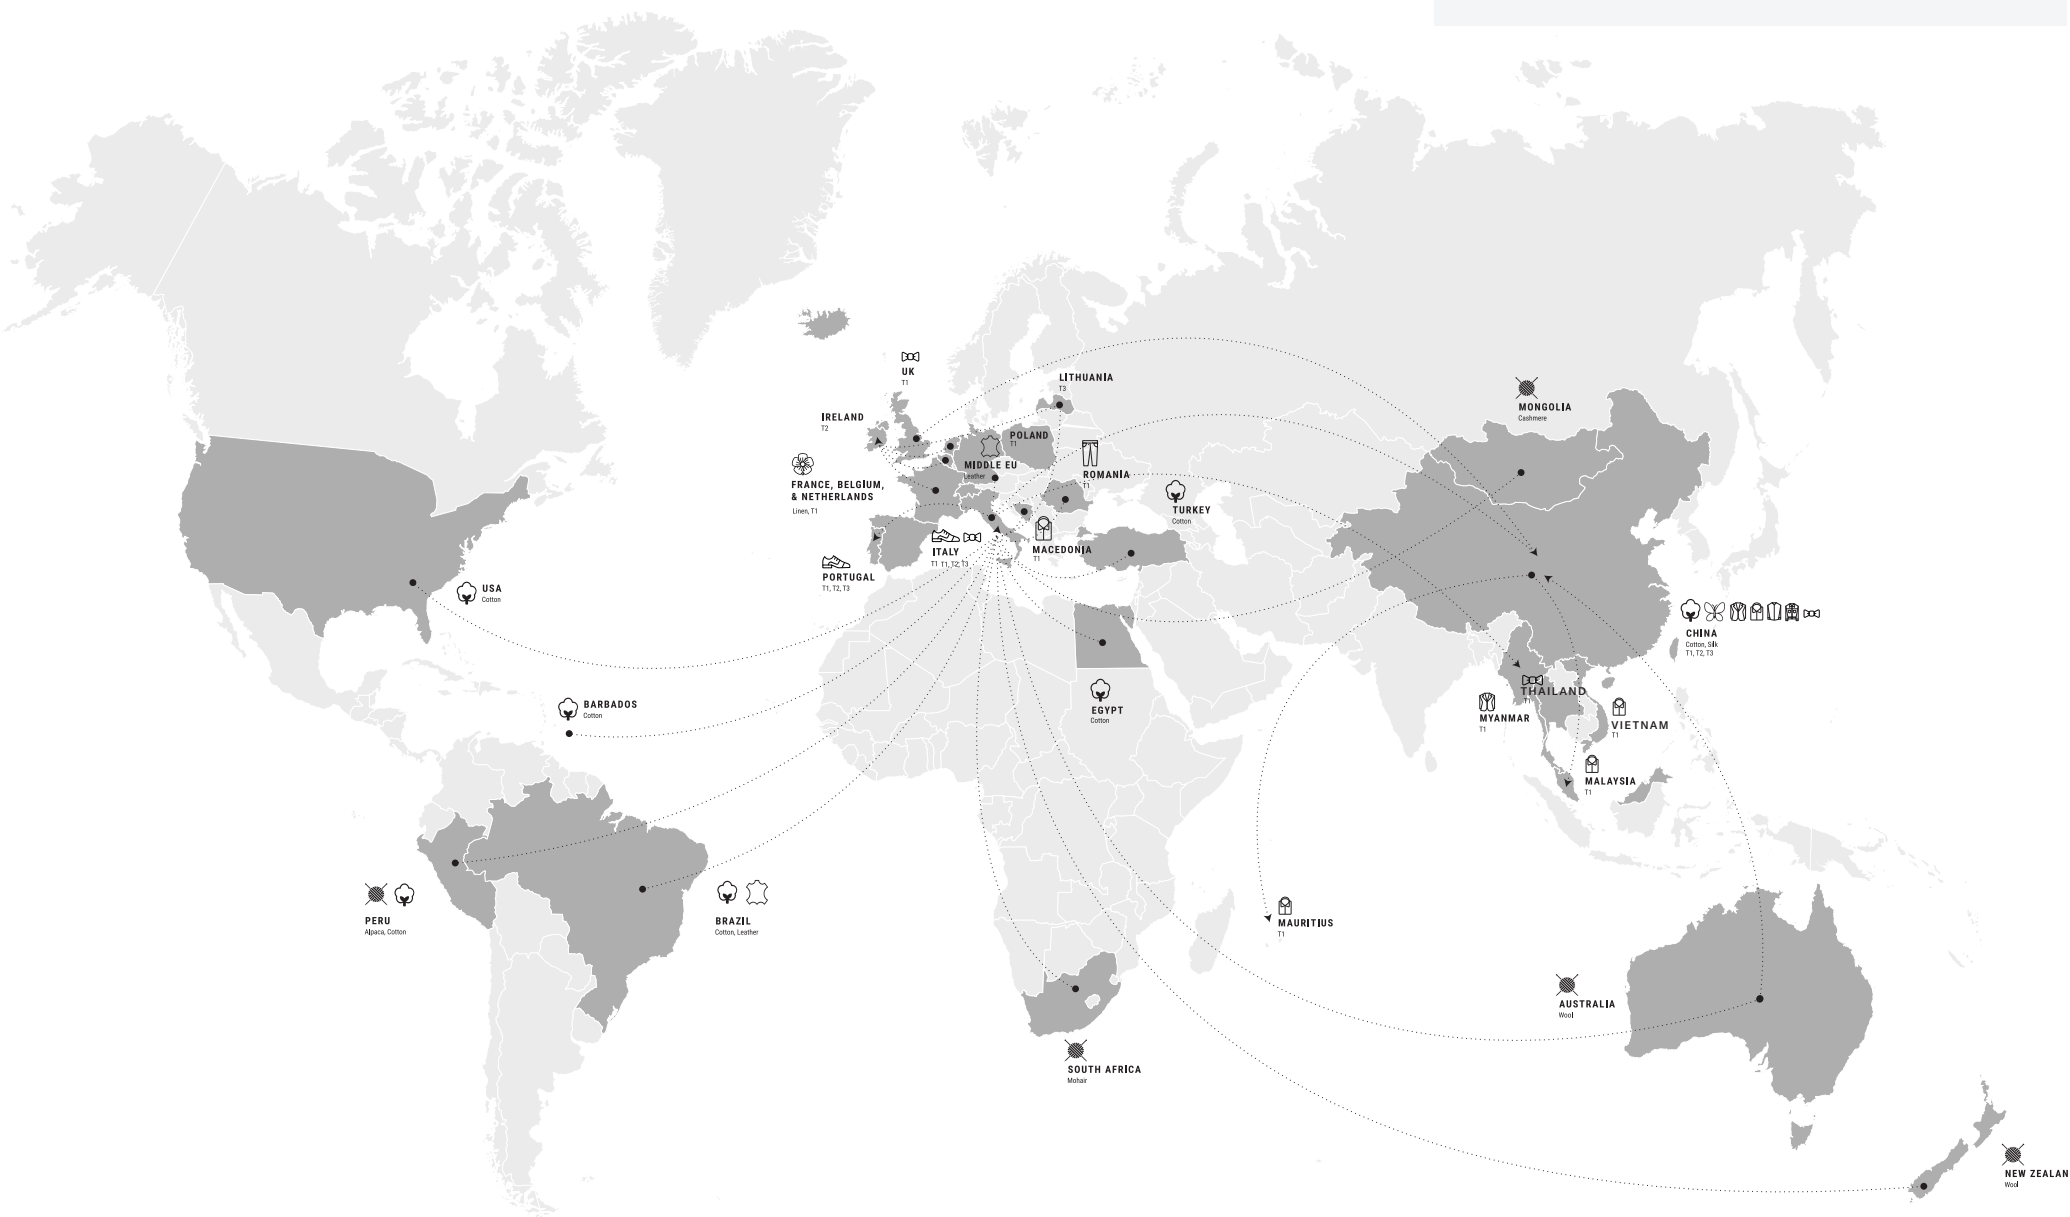 UK
T1
LITHUANIA
T3
IRELAND
T2
POLAND
T1
MIDDLE EU
Leather
ROMANIA
T1
FRANCE, BELGIUM,
& NETHERLANDS
Linen, T1
TURKEY
Cotton
MONGOLIA
Cashmere
ITALY
T1 T1, T2, T3
MACEDONIA
T1
PORTUGAL
T1, T2, T3
USA
Cotton
CHINA
Cotton, Silk
T1, T2, T3
BARBADOS
Cotton
EGYPT
Cotton
THAILAND
T1
MYANMAR
T1
VIETNAM
T1
MALAYSIA
T1
PERU
Alpaca, Cotton
BRAZIL
Cotton, Leather
MAURITIUS
T1
AUSTRALIA
Wool
SOUTH AFRICA
Mohair
NEW ZEALAN
Wool